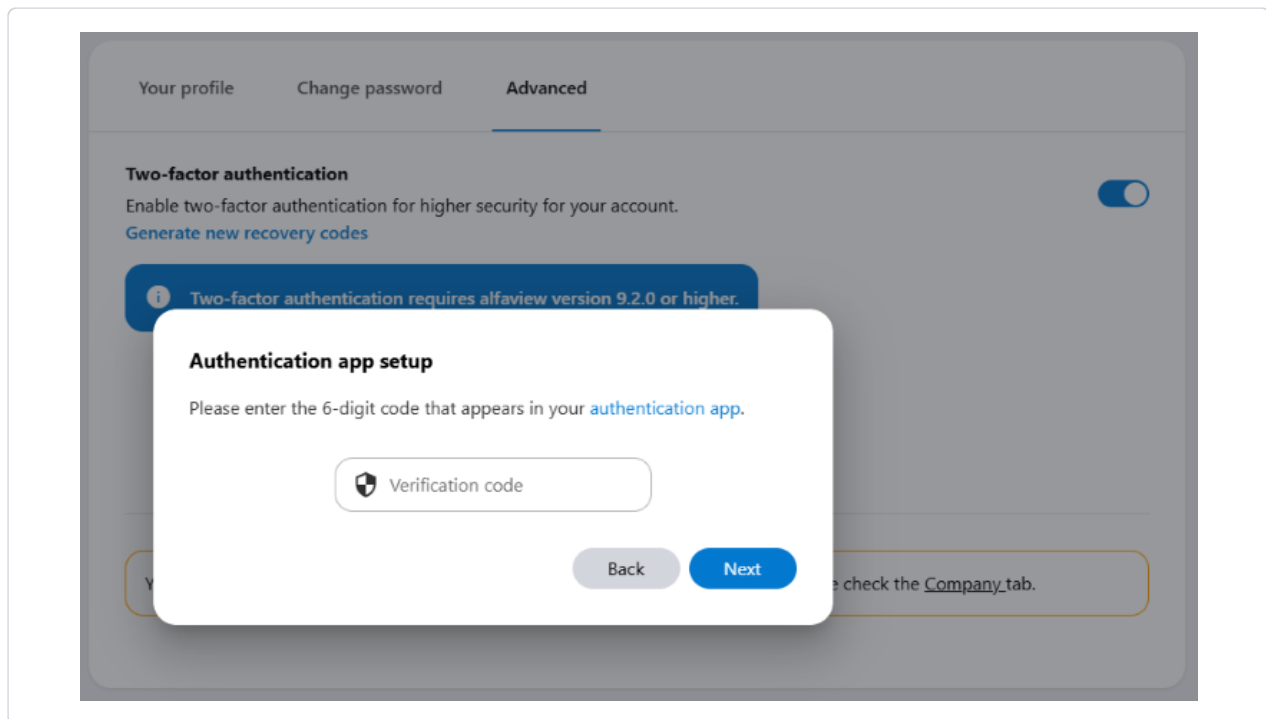 Your profile Change password Advanced
Two-factor authentication
Enable two-factor authentication for higher security for your account.
Generate new recovery codes
Two-factor authentication requires alfaview version 9.2.0 or higher.
Authentication app setup
Please enter the 6-digit code that appears in your authentication app.
Verification code
Back Next
check the Company tab.